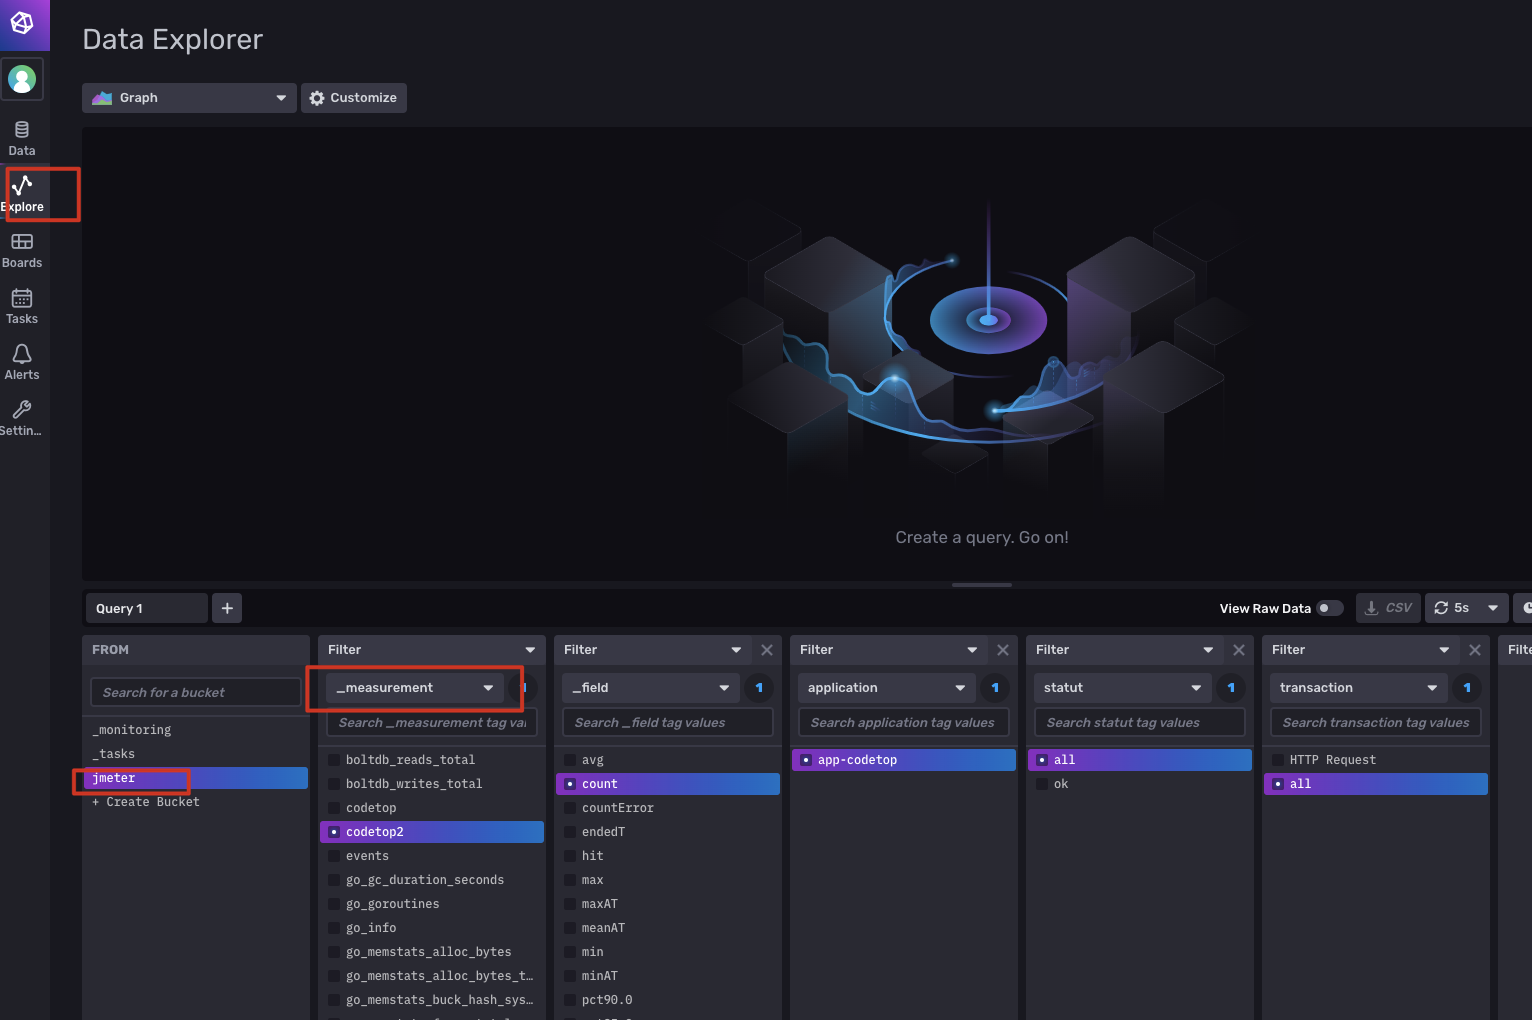 Data Explorer
Graph
Customize
Data
Explore
Boards
Tasks
Alerts
Settin...
Create a query. Go on!
Query 1
+
View Raw Data
CSV
5s
FROM
Search for a bucket
_monitoring
_tasks
jmeter
+ Create Bucket
Filter
_measurement
1
Search _measurement tag val
boltdb_reads_total
boltdb_writes_total
codetop
codetop2
events
go_gc_duration_seconds
go_goroutines
go_info
go_memstats_alloc_bytes
go_memstats_alloc_bytes_t...
go_memstats_buck_hash_sys...
Filter
_field
1
Search _field tag values
avg
count
countError
endedT
hit
max
maxAT
meanAT
min
minAT
pct90.0
Filter
application
1
Search application tag values
app-codetop
Filter
statut
1
Search statut tag values
all
ok
Filter
transaction
1
Search transaction tag values
HTTP Request
all
Filte